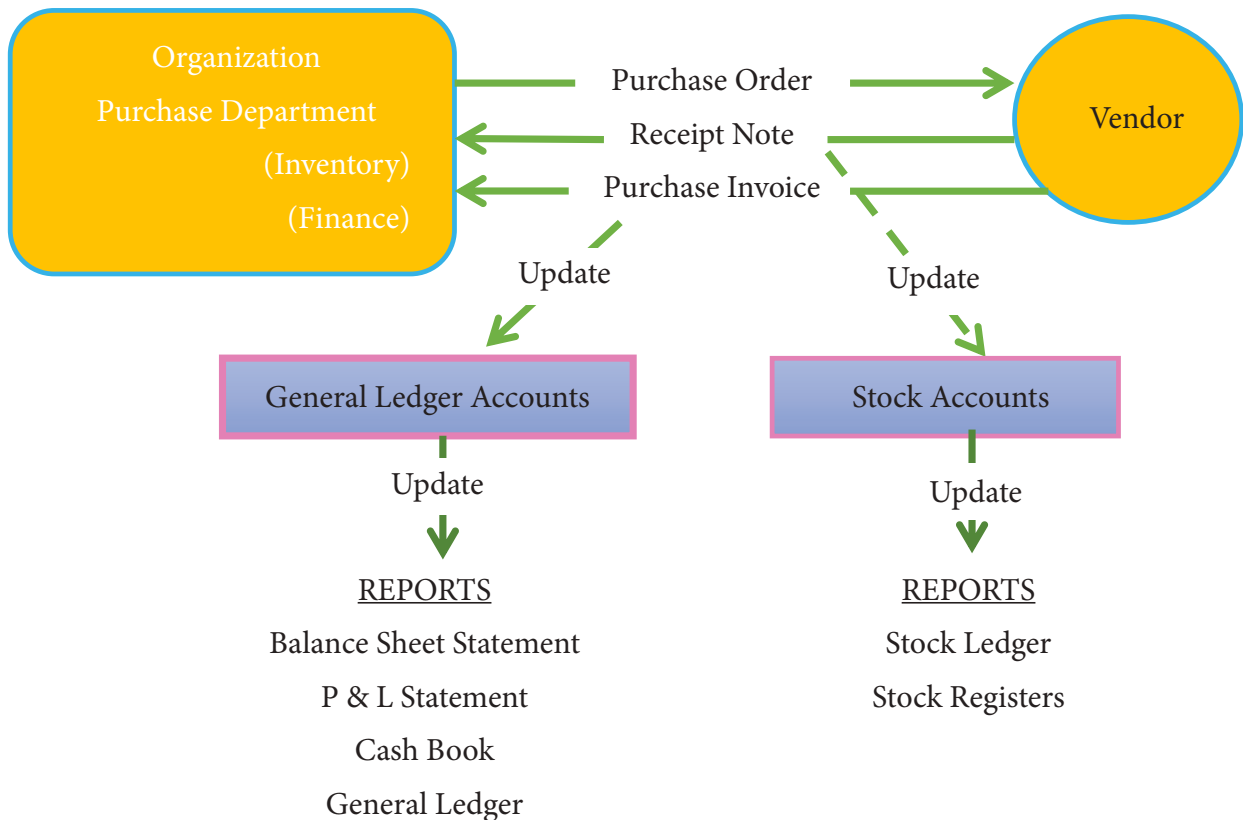 Organization
Purchase Department
(Inventory)
(Finance)
Purchase Order
Receipt Note
Purchase Invoice
Vendor
Update
Update
General Ledger Accounts
Stock Accounts
Update
Update
REPORTS
Balance Sheet Statement
P & L Statement
Cash Book
General Ledger
REPORTS
Stock Ledger
Stock Registers